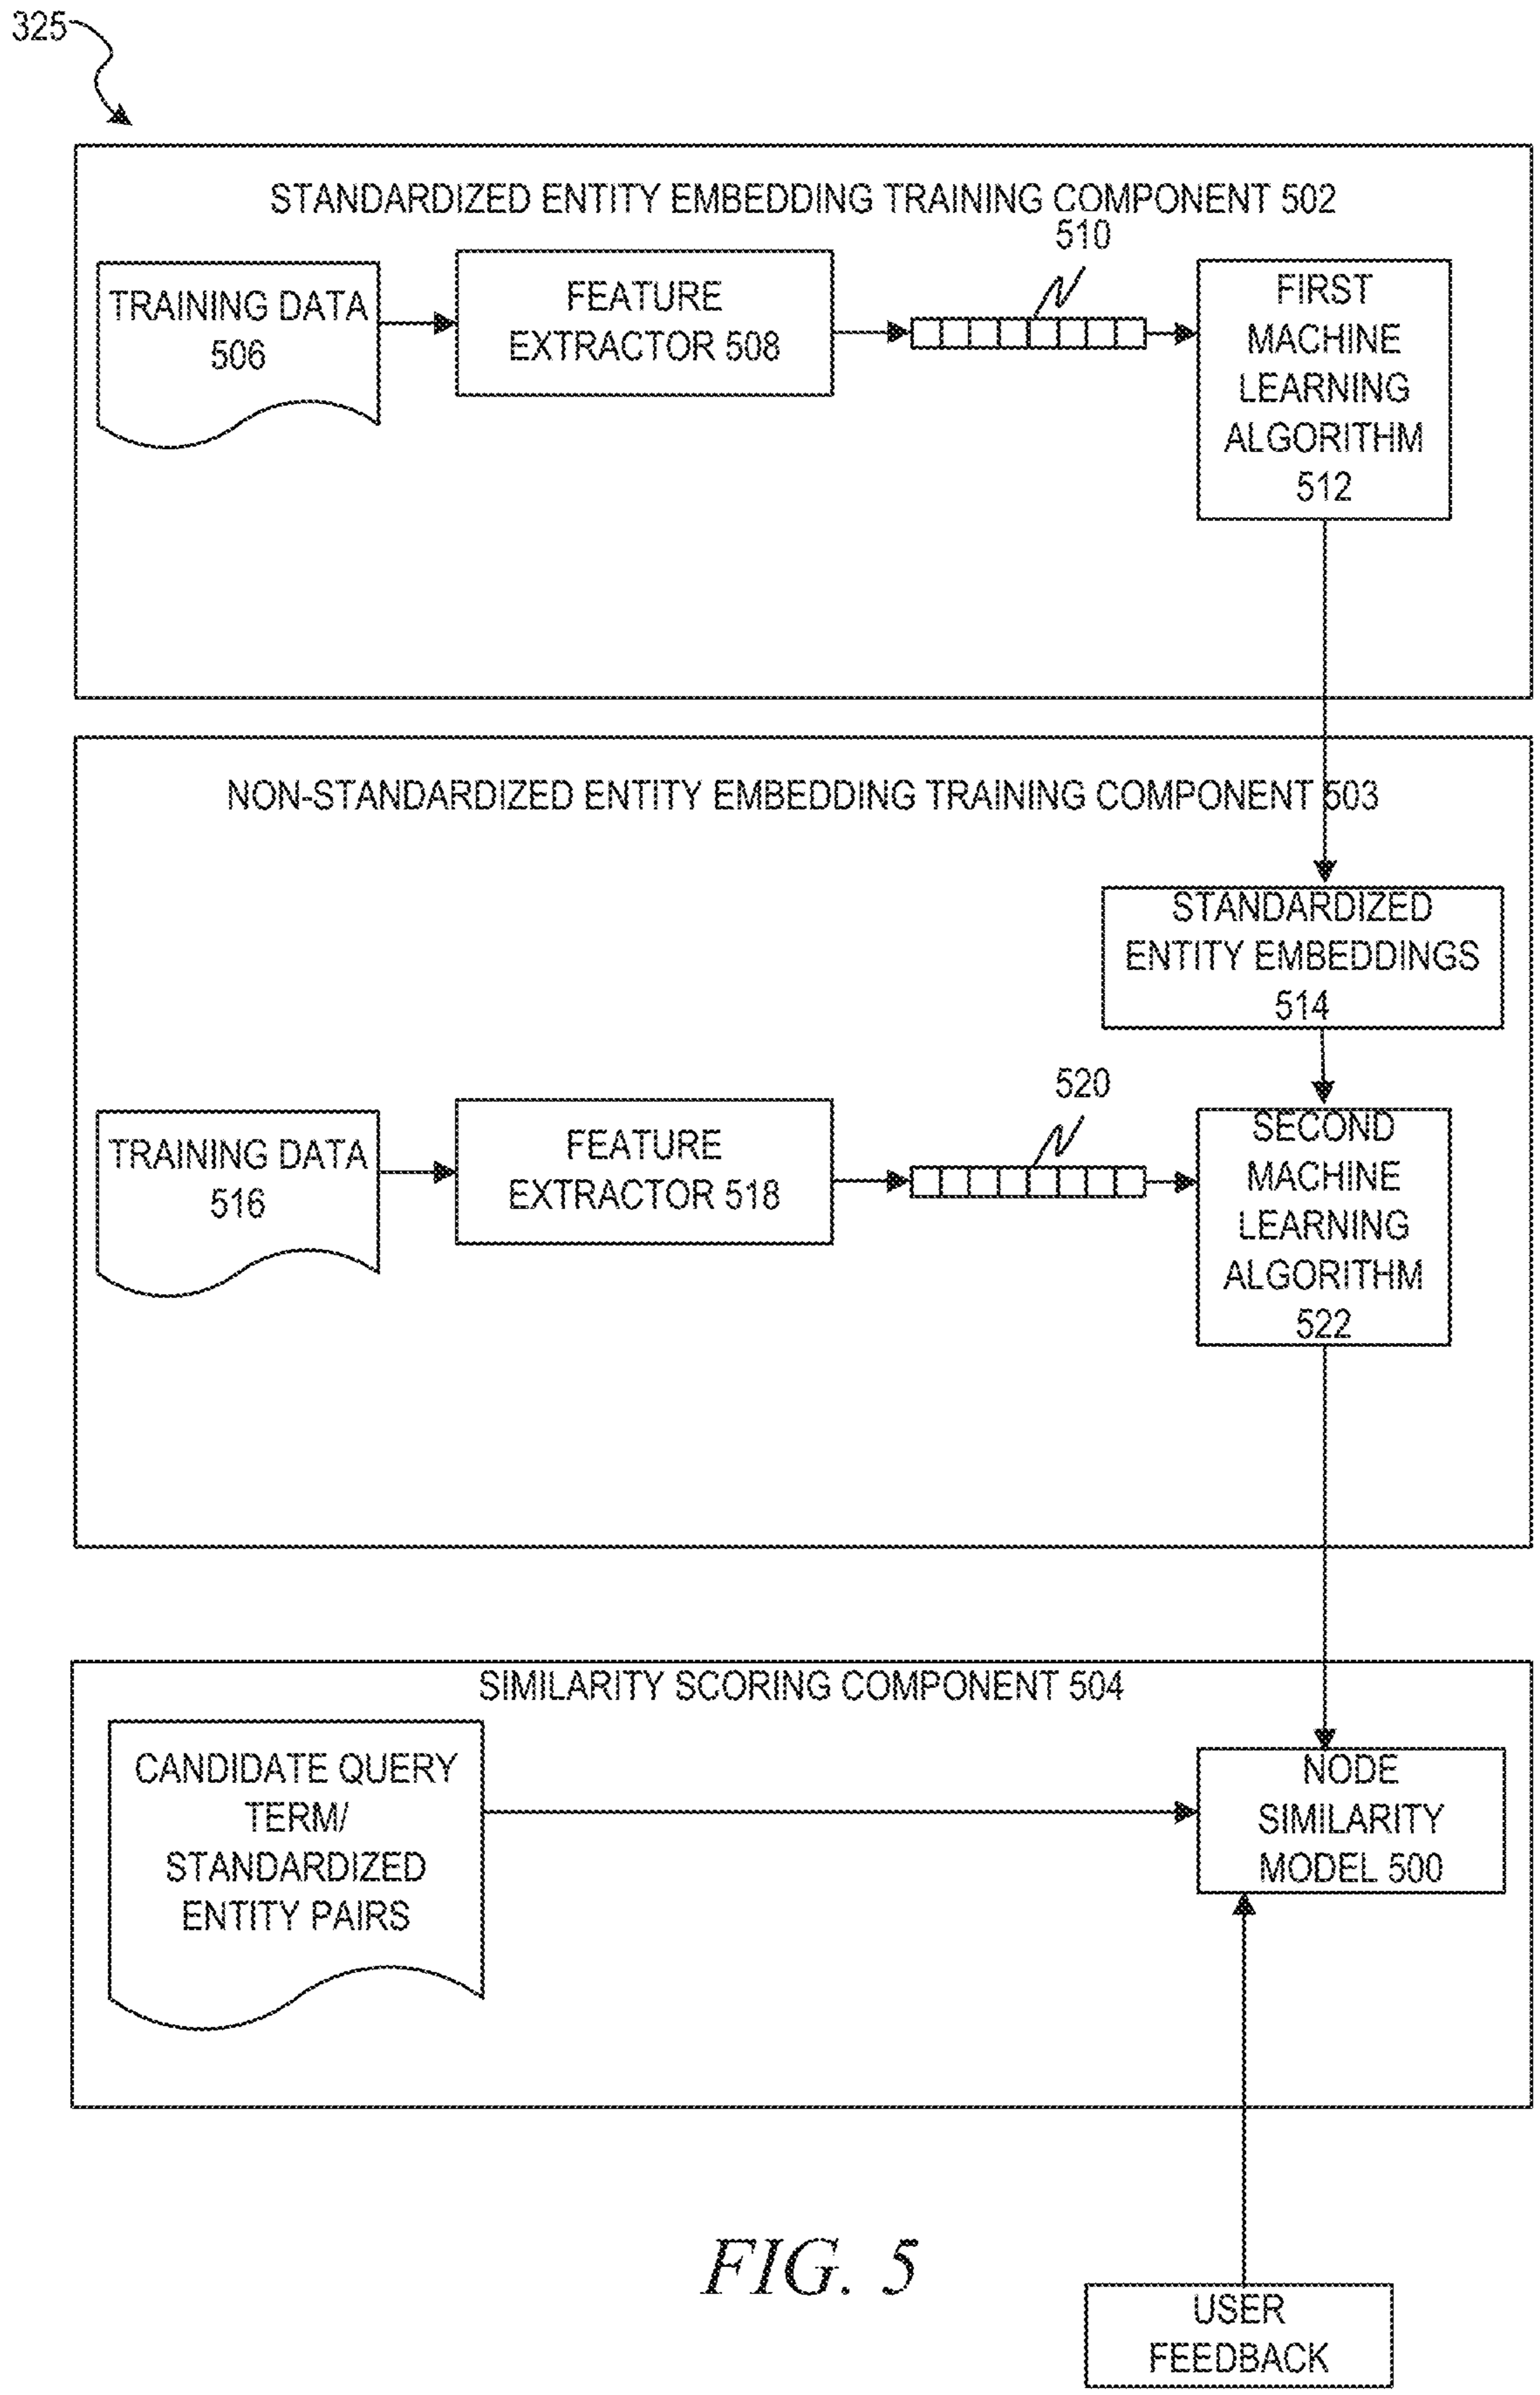 325
STANDARDIZED ENTITY EMBEDDING TRAINING COMPONENT 502
510
TRAINING DATA
506
FEATURE
EXTRACTOR 508
FIRST
MACHINE
LEARNING
ALGORITHM
512
NON-STANDARDIZED ENTITY EMBEDDING TRAINING COMPONENT 503
STANDARDIZED
ENTITY EMBEDDINGS
514
520
TRAINING DATA
516
FEATURE
EXTRACTOR 518
SECOND
MACHINE
LEARNING
ALGORITHM
522
SIMILARITY SCORING COMPONENT 504
CANDIDATE QUERY
TERM/
STANDARDIZED
ENTITY PAIRS
NODE
SIMILARITY
MODEL 500
FIG. 5
USER
FEEDBACK